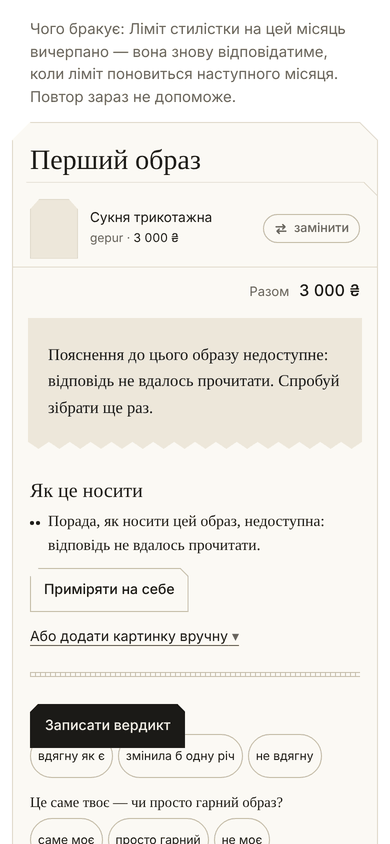 Чого бракує: Ліміт стилістки на цей місяць
вичерпано — вона знову відповідатиме,
коли ліміт поновиться наступного місяця.
Повтор зараз не допоможе.
Перший образ
Сукня трикотажна
gepur · 3 000 ₴
⇄ замінити
Разом 3 000 ₴
Пояснення до цього образу недоступне:
відповідь не вдалось прочитати. Спробуй
зібрати ще раз.
Як це носити
•• Порада, як носити цей образ, недоступна:
відповідь не вдалось прочитати.
Приміряти на себе
Або додати картинку вручну ▾
Записати вердикт
вдягну як є
змінила б одну річ
не вдягну
Це саме твоє — чи просто гарний образ?
саме моє
просто гарний
не моє